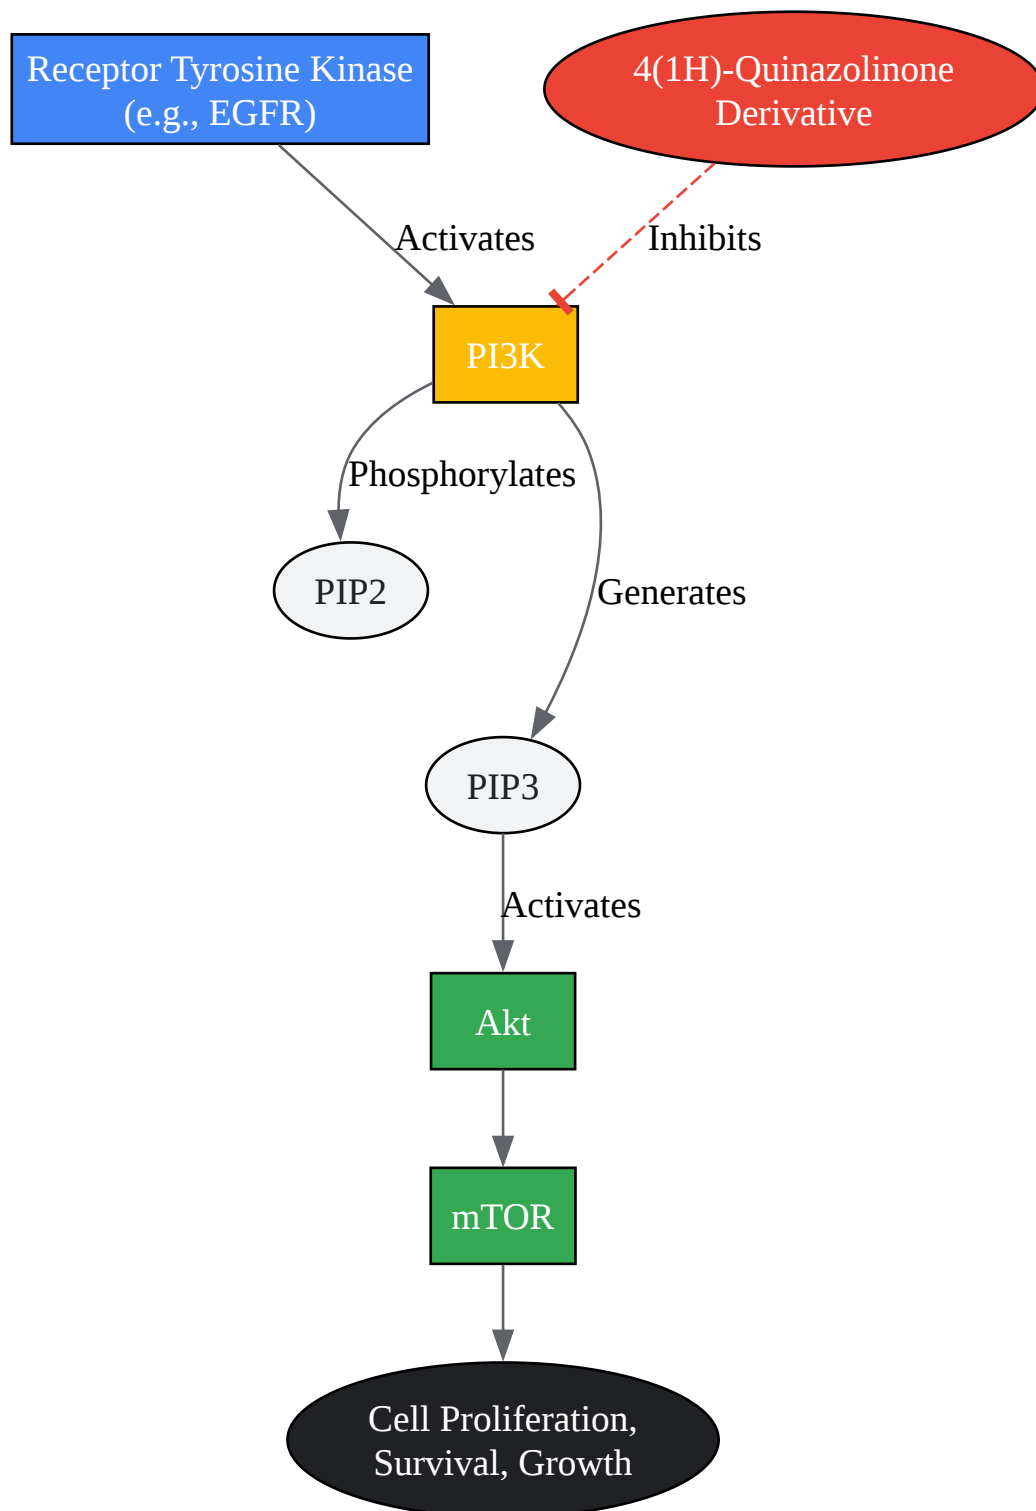 Receptor Tyrosine Kinase
(e.g., EGFR)
4(1H)-Quinazolinone
Derivative
Activates
Inhibits
PI3K
Phosphorylates
PIP2
Generates
PIP3
Activates
Akt
mTOR
Cell Proliferation,
Survival, Growth